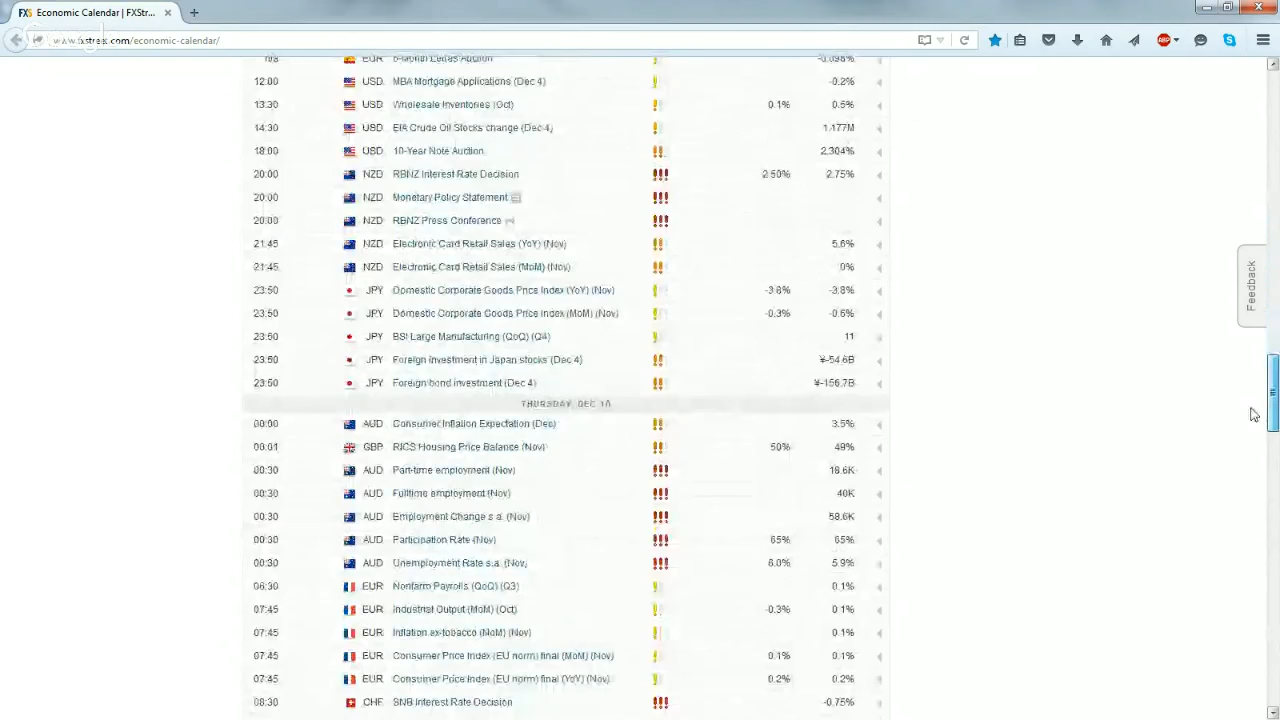 FXS Economic Calendar | FXStr...
www.fxstreet.com/economic-calendar/
ABP
EUR 6-Month Letras Auction -0.096%
12:00 USD MBA Mortgage Applications (Dec 4) -0.2%
13:30 USD Wholesale Inventories (Oct) 0.1% 0.5%
14:30 USD EIA Crude Oil Stocks change (Dec 4) 1.177M
18:00 USD 10-Year Note Auction 2.304%
20:00 NZD RBNZ Interest Rate Decision 2.50% 2.75%
20:00 NZD Monetary Policy Statement
20:00 NZD RBNZ Press Conference
21:45 NZD Electronic Card Retail Sales (YoY) (Nov) 5.6%
21:45 NZD Electronic Card Retail Sales (MoM) (Nov) 0%
23:50 JPY Domestic Corporate Goods Price Index (YoY) (Nov) -3.6% -3.8%
23:50 JPY Domestic Corporate Goods Price Index (MoM) (Nov) -0.3% -0.6%
23:50 JPY BSI Large Manufacturing (QoQ) (Q4) 11
23:50 JPY Foreign investment in Japan stocks (Dec 4) ¥-54.6B
23:50 JPY Foreign bond investment (Dec 4) ¥-156.7B
THURSDAY, DEC 10
00:00 AUD Consumer Inflation Expectation (Dec) 3.5%
00:01 GBP RICS Housing Price Balance (Nov) 50% 49%
00:30 AUD Part-time employment (Nov) 18.6K
00:30 AUD Fulltime employment (Nov) 40K
00:30 AUD Employment Change s.a. (Nov) 58.6K
00:30 AUD Participation Rate (Nov) 65% 65%
00:30 AUD Unemployment Rate s.a. (Nov) 6.0% 5.9%
06:30 EUR Nonfarm Payrolls (QoQ) (Q3) 0.1%
07:45 EUR Industrial Output (MoM) (Oct) -0.3% 0.1%
07:45 EUR Inflation ex-tobacco (MoM) (Nov) 0.1%
07:45 EUR Consumer Price Index (EU norm) final (MoM) (Nov) 0.1% 0.1%
07:45 EUR Consumer Price Index (EU norm) final (YoY) (Nov) 0.2% 0.2%
08:30 CHF SNB Interest Rate Decision -0.75%
Feedback